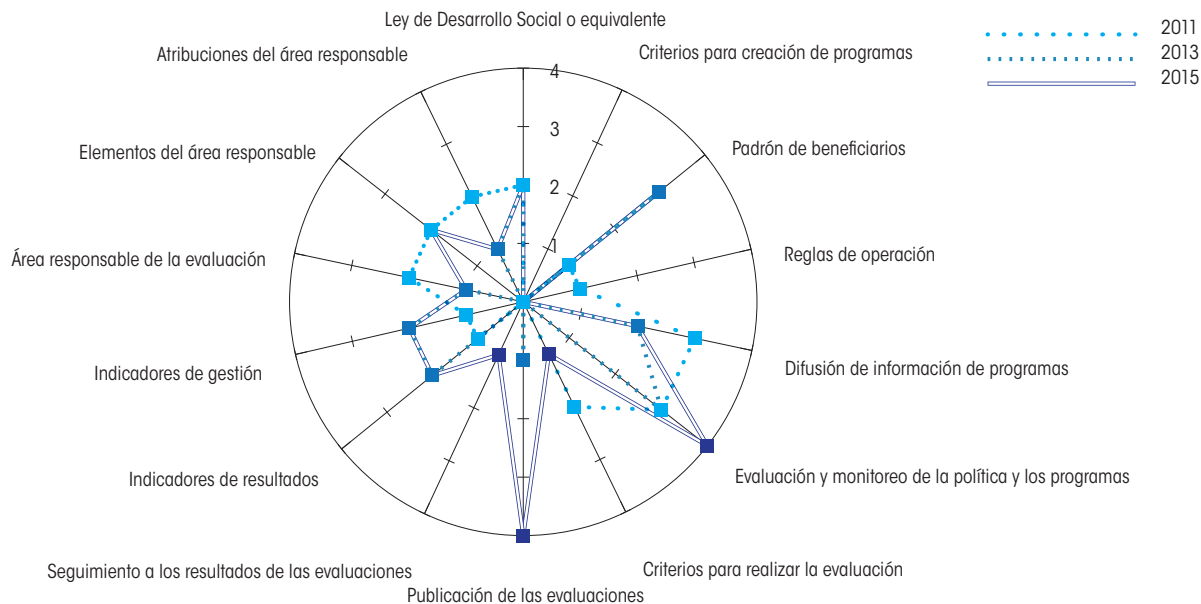 Ley de Desarrollo Social o equivalente
2011
2013
2015
Atribuciones del área responsable
Criterios para creación de programas
4
3
2
1
Elementos del área responsable
Padrón de beneficiarios
Área responsable de la evaluación
Reglas de operación
Indicadores de gestión
Difusión de información de programas
Indicadores de resultados
Evaluación y monitoreo de la política y los programas
Seguimiento a los resultados de las evaluaciones
Criterios para realizar la evaluación
Publicación de las evaluaciones